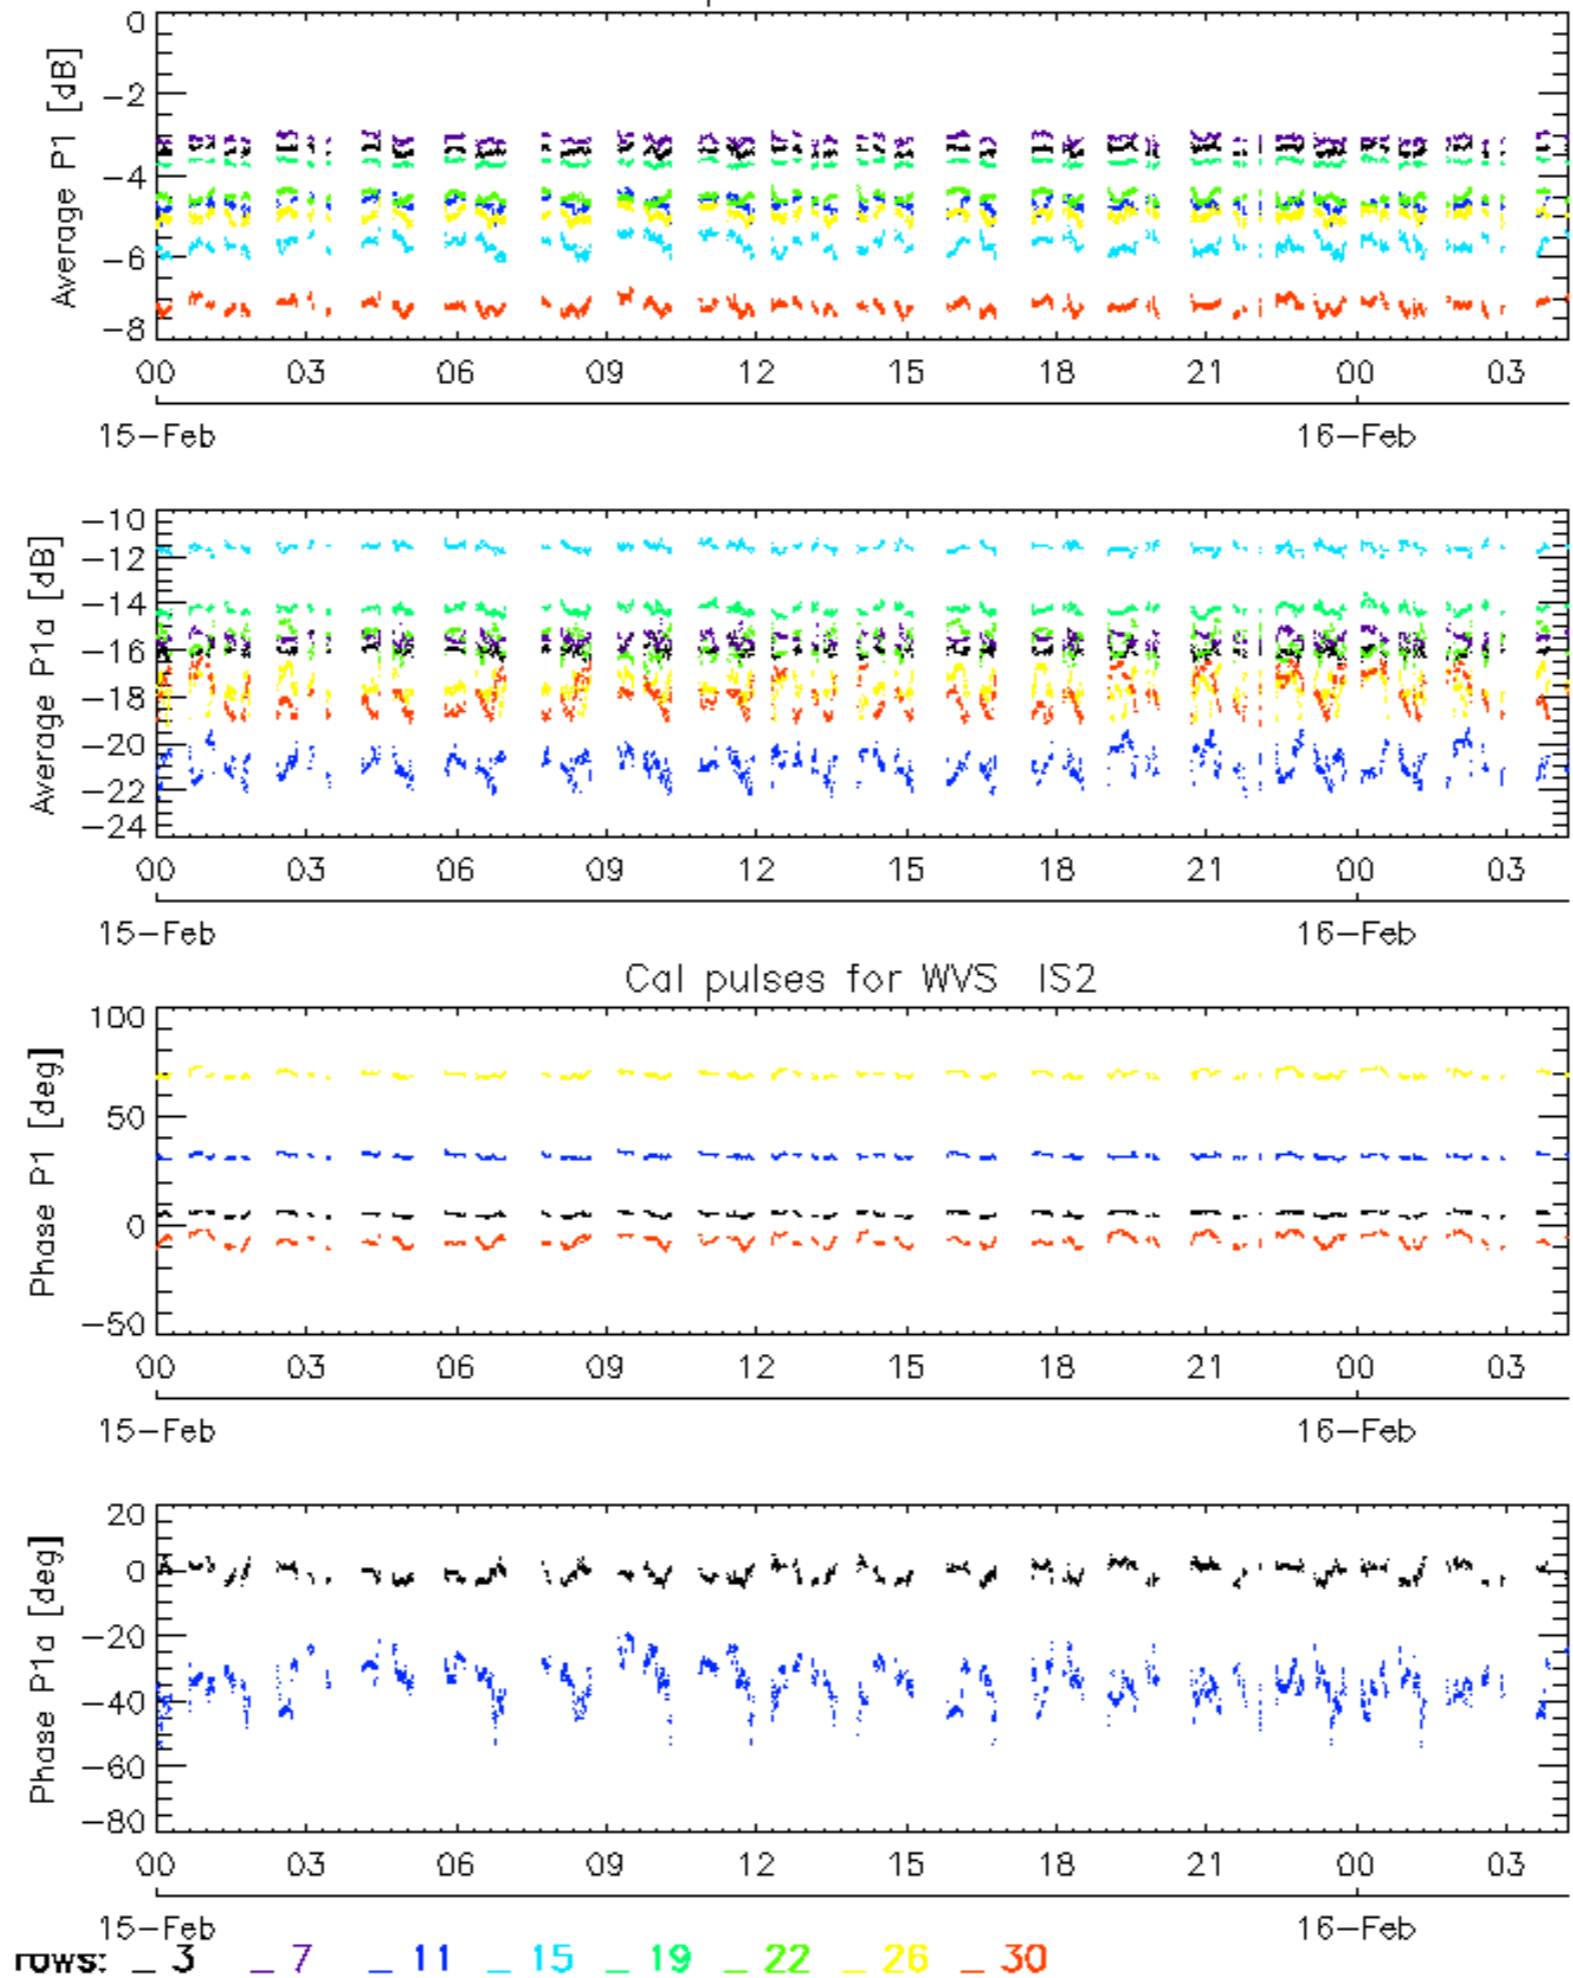 0
-2
-4
-6
-8
Average P1 [dB]
00 03 06 09 12 15 18 21 00 03
15-Feb 16-Feb
-10
-12
-14
-16
-18
-20
-22
-24
Average P1a [dB]
00 03 06 09 12 15 18 21 00 03
15-Feb 16-Feb
Cal pulses for WVS IS2
100
50
0
-50
Phase P1 [deg]
00 03 06 09 12 15 18 21 00 03
15-Feb 16-Feb
20
0
-20
-40
-60
-80
Phase P1a [deg]
00 03 06 09 12 15 18 21 00 03
15-Feb 16-Feb
rows: _ 3 _ 7 _ 11 _ 15 _ 19 _ 22 _ 26 _ 30